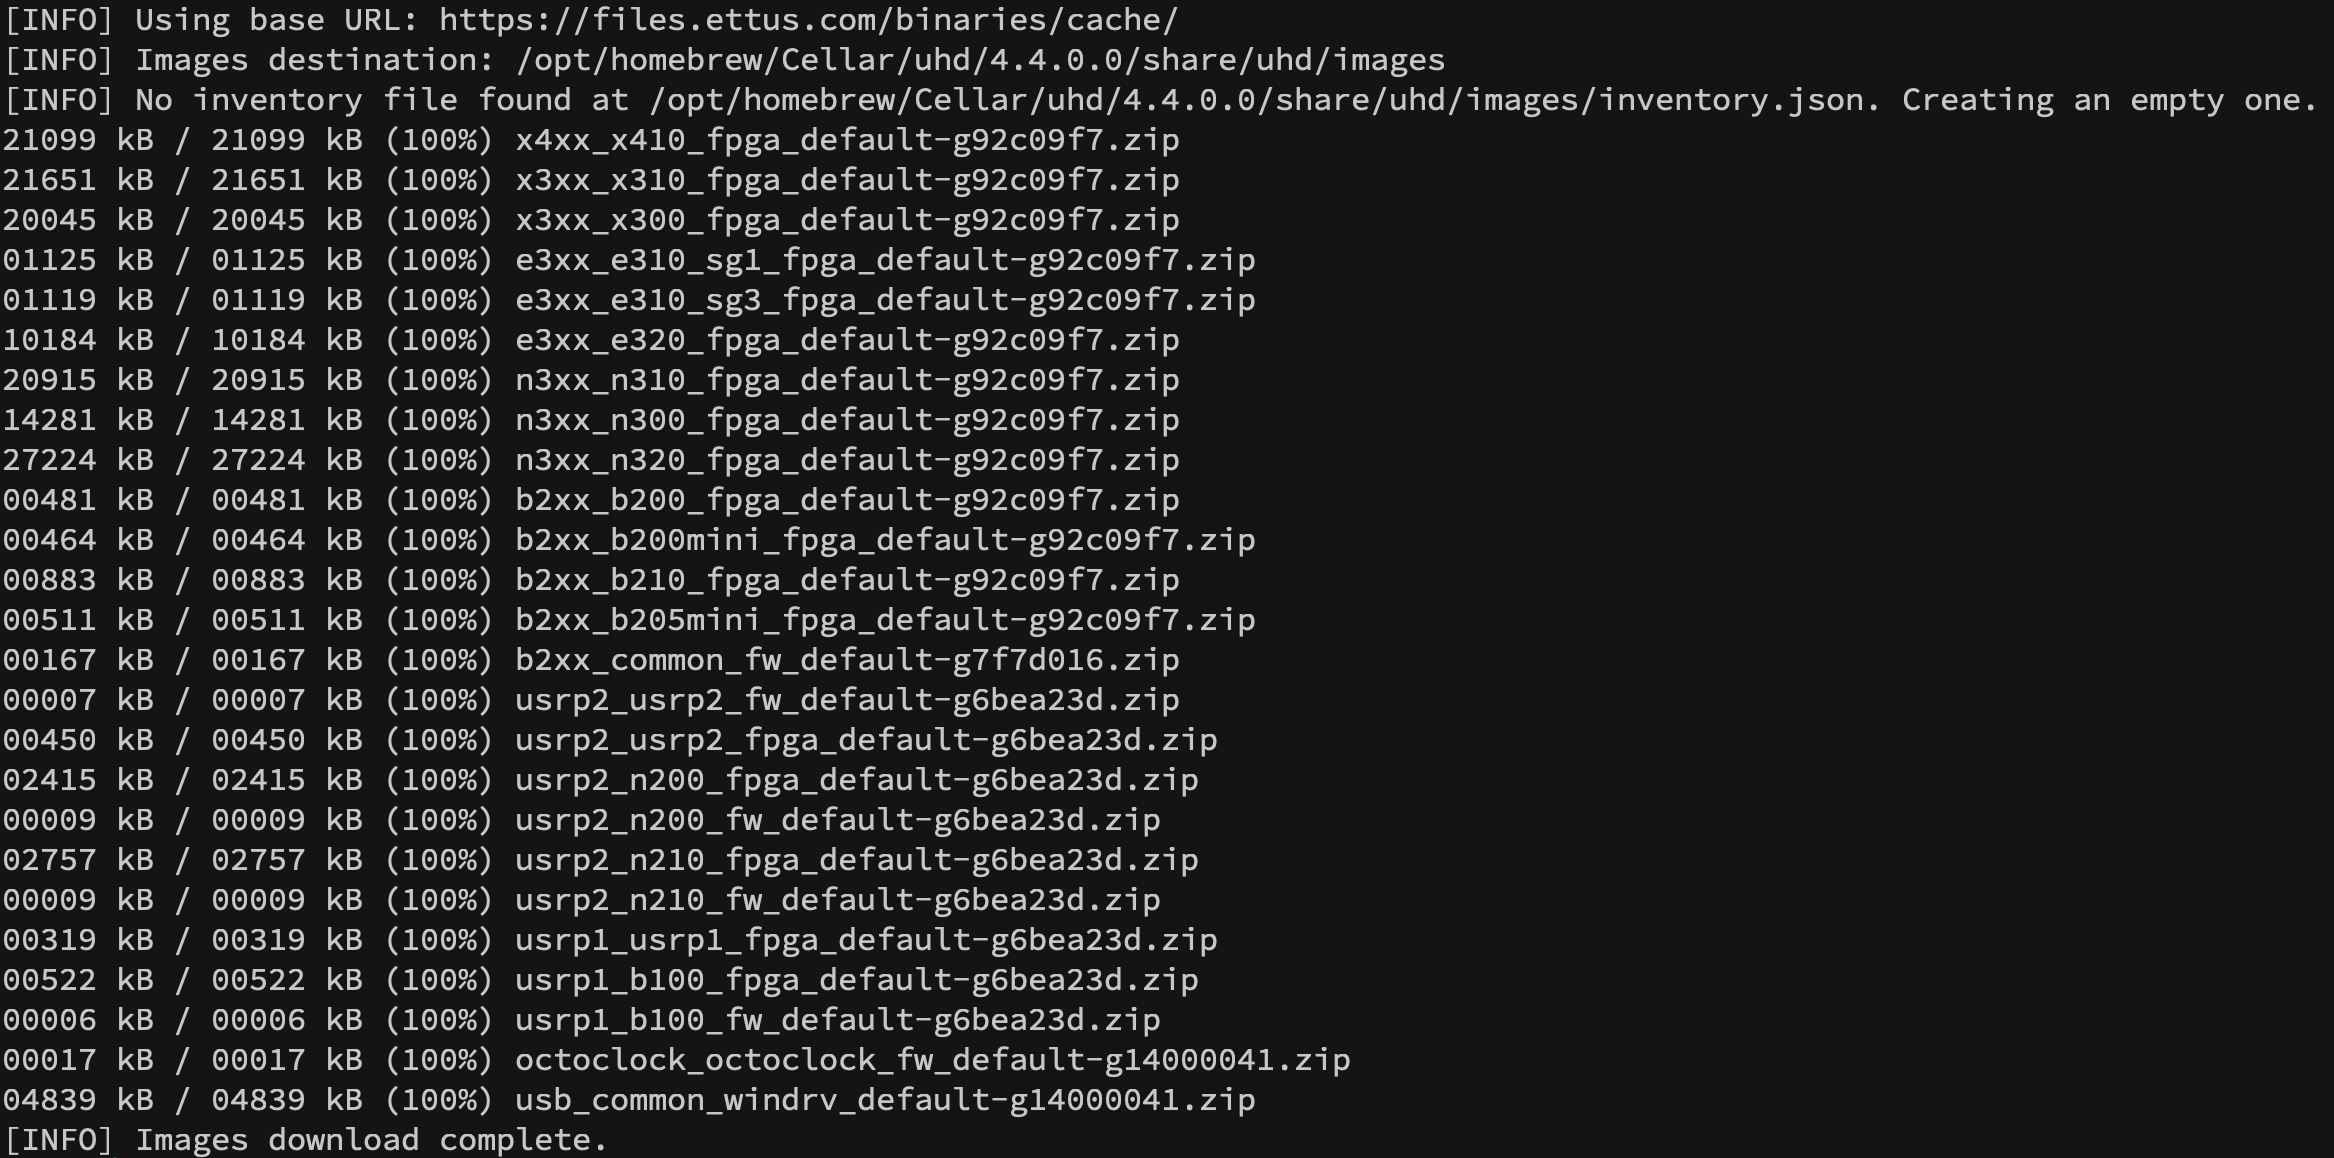 [INFO] Using base URL: https://files.ettus.com/binaries/cache/
[INFO] Images destination: /opt/homebrew/Cellar/uhd/4.4.0.0/share/uhd/images
[INFO] No inventory file found at /opt/homebrew/Cellar/uhd/4.4.0.0/share/uhd/images/inventory.json. Creating an empty one.
21099 kB / 21099 kB (100%) x4xx_x410_fpga_default-g92c09f7.zip
21651 kB / 21651 kB (100%) x3xx_x310_fpga_default-g92c09f7.zip
20045 kB / 20045 kB (100%) x3xx_x300_fpga_default-g92c09f7.zip
01125 kB / 01125 kB (100%) e3xx_e310_sg1_fpga_default-g92c09f7.zip
01119 kB / 01119 kB (100%) e3xx_e310_sg3_fpga_default-g92c09f7.zip
10184 kB / 10184 kB (100%) e3xx_e320_fpga_default-g92c09f7.zip
20915 kB / 20915 kB (100%) n3xx_n310_fpga_default-g92c09f7.zip
14281 kB / 14281 kB (100%) n3xx_n300_fpga_default-g92c09f7.zip
27224 kB / 27224 kB (100%) n3xx_n320_fpga_default-g92c09f7.zip
00481 kB / 00481 kB (100%) b2xx_b200_fpga_default-g92c09f7.zip
00464 kB / 00464 kB (100%) b2xx_b200mini_fpga_default-g92c09f7.zip
00883 kB / 00883 kB (100%) b2xx_b210_fpga_default-g92c09f7.zip
00511 kB / 00511 kB (100%) b2xx_b205mini_fpga_default-g92c09f7.zip
00167 kB / 00167 kB (100%) b2xx_common_fw_default-g7f7d016.zip
00007 kB / 00007 kB (100%) usrp2_usrp2_fw_default-g6bea23d.zip
00450 kB / 00450 kB (100%) usrp2_usrp2_fpga_default-g6bea23d.zip
02415 kB / 02415 kB (100%) usrp2_n200_fpga_default-g6bea23d.zip
00009 kB / 00009 kB (100%) usrp2_n200_fw_default-g6bea23d.zip
02757 kB / 02757 kB (100%) usrp2_n210_fpga_default-g6bea23d.zip
00009 kB / 00009 kB (100%) usrp2_n210_fw_default-g6bea23d.zip
00319 kB / 00319 kB (100%) usrp1_usrp1_fpga_default-g6bea23d.zip
00522 kB / 00522 kB (100%) usrp1_b100_fpga_default-g6bea23d.zip
00006 kB / 00006 kB (100%) usrp1_b100_fw_default-g6bea23d.zip
00017 kB / 00017 kB (100%) octoclock_octoclock_fw_default-g14000041.zip
04839 kB / 04839 kB (100%) usb_common_windrv_default-g14000041.zip
[INFO] Images download complete.